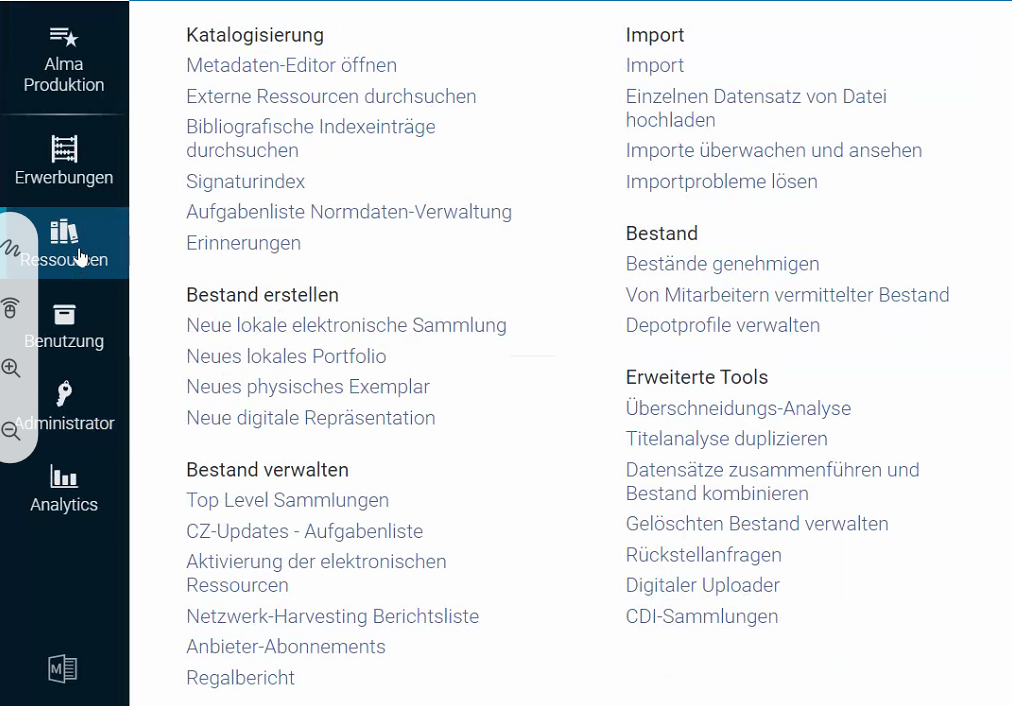 Alma
Produktion
Erwerbungen
Ressourcen
Benutzung
Administrator
Analytics
M
Katalogisierung
Metadaten-Editor öffnen
Externe Ressourcen durchsuchen
Bibliografische Indexeinträge
durchsuchen
Signaturindex
Aufgabenliste Normdaten-Verwaltung
Erinnerungen
Bestand erstellen
Neue lokale elektronische Sammlung
Neues lokales Portfolio
Neues physisches Exemplar
Neue digitale Repräsentation
Bestand verwalten
Top Level Sammlungen
CZ-Updates - Aufgabenliste
Aktivierung der elektronischen
Ressourcen
Netzwerk-Harvesting Berichtsliste
Anbieter-Abonnements
Regalbericht
Import
Import
Einzelnen Datensatz von Datei
hochladen
Importe überwachen und ansehen
Importprobleme lösen
Bestand
Bestände genehmigen
Von Mitarbeitern vermittelter Bestand
Depotprofile verwalten
Erweiterte Tools
Überschneidungs-Analyse
Titelanalyse duplizieren
Datensätze zusammenführen und
Bestand kombinieren
Gelöschten Bestand verwalten
Rückstellanfragen
Digitaler Uploader
CDI-Sammlungen